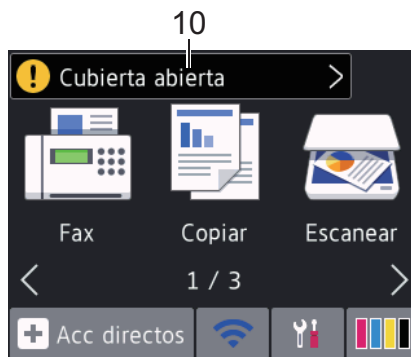 10
Cubierta abierta >
Fax Copiar Escanear
< 1 / 3 >
+ Acc directos